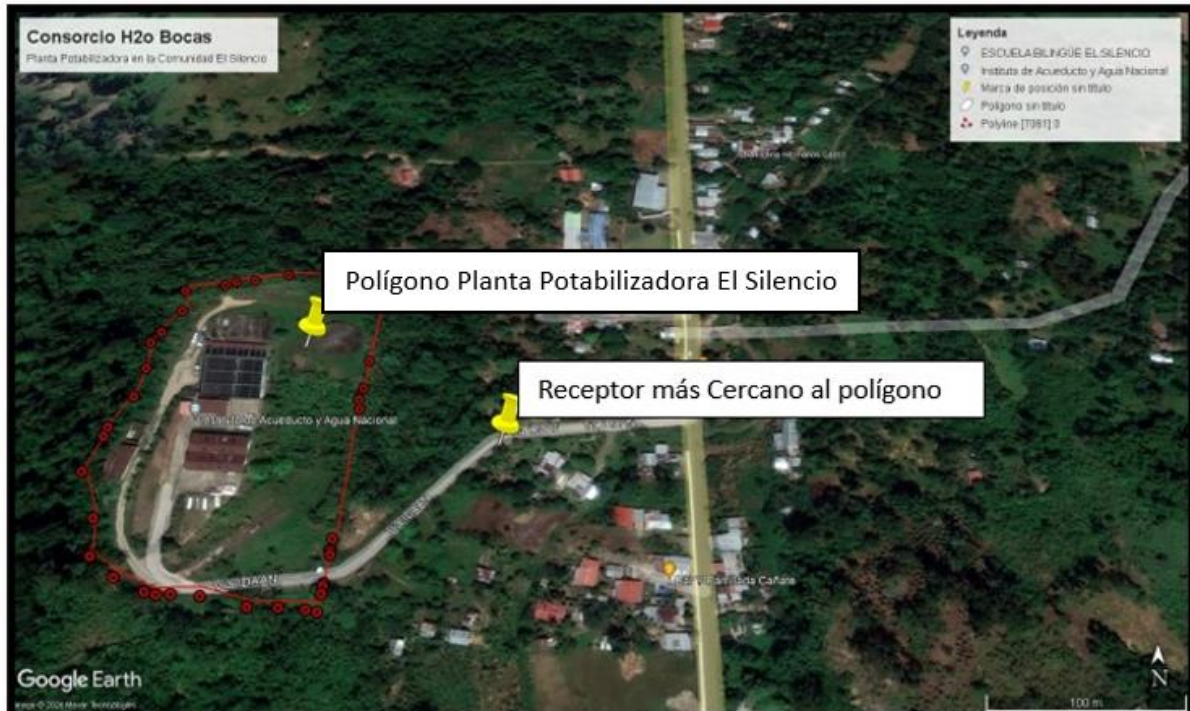 Consorcio H2o Bocas
Planta Potabilizadora en la Comunidad El Silencio
Leyenda
ESCUELA BILINGÜE EL SILENCIO
Instituto de Acueducto y Agua Nacional
Marca de posición sin título
Polígono sin título
Polígono Planta Potabilizadora El Silencio
Receptor más Cercano al polígono
Instituto de Acueducto y Agua Nacional
Google Earth
100 m
N